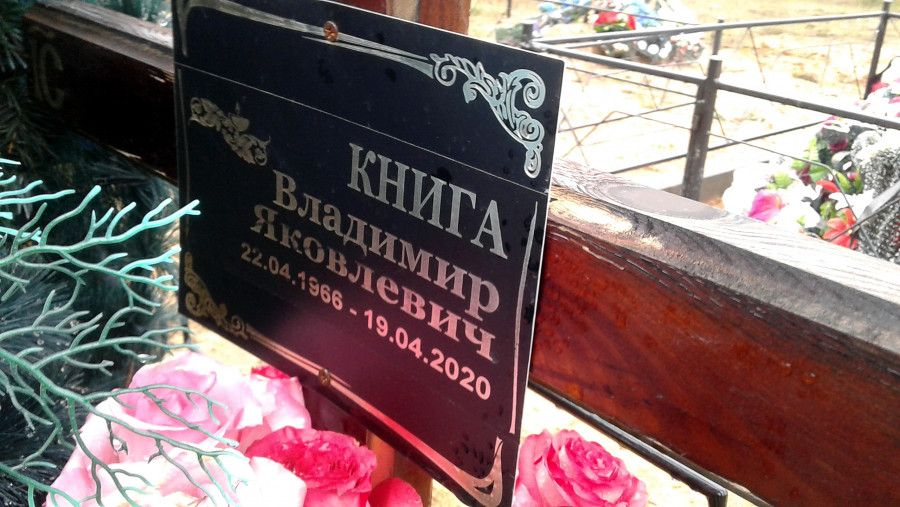 КНИГА
Владимир
Яковлевич
22.04.1966 - 19.04.2020